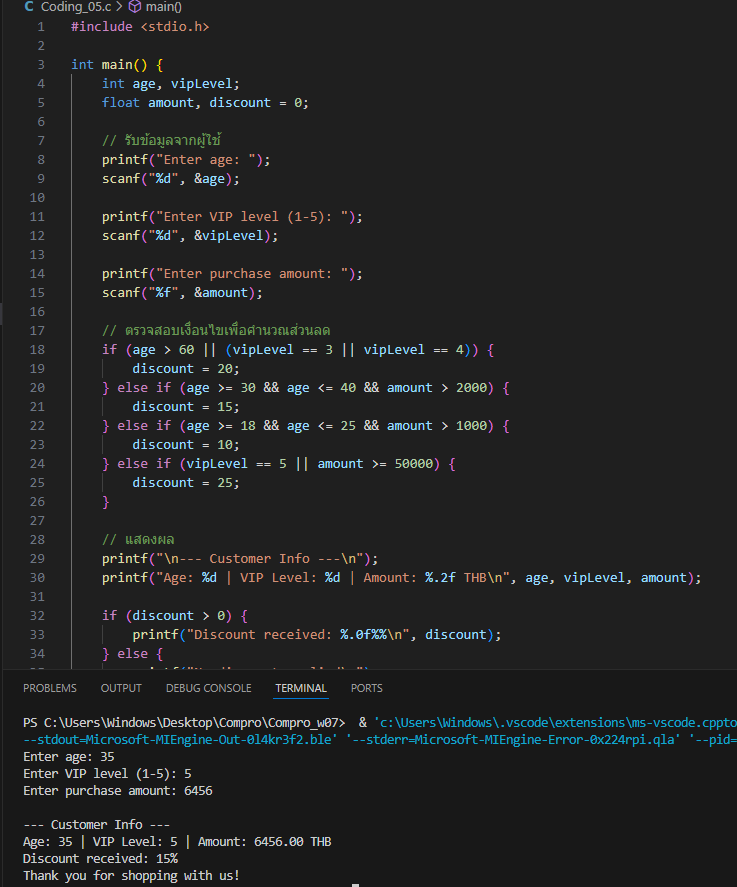 Coding_05.c > main()
1 #include <stdio.h>
2
3 int main() {
4 int age, vipLevel;
5 float amount, discount = 0;
6
7 // รับข้อมูลจากผู้ใช้
8 printf("Enter age: ");
9 scanf("%d", &age);
10
11 printf("Enter VIP level (1-5): ");
12 scanf("%d", &vipLevel);
13
14 printf("Enter purchase amount: ");
15 scanf("%f", &amount);
16
17 // ตรวจสอบเงื่อนไขเพื่อคำนวณส่วนลด
18 if (age > 60 || (vipLevel == 3 || vipLevel == 4)) {
19 discount = 20;
20 } else if (age >= 30 && age <= 40 && amount > 2000) {
21 discount = 15;
22 } else if (age >= 18 && age <= 25 && amount > 1000) {
23 discount = 10;
24 } else if (vipLevel == 5 || amount >= 50000) {
25 discount = 25;
26 }
27
28 // แสดงผล
29 printf("\n--- Customer Info ---\n");
30 printf("Age: %d | VIP Level: %d | Amount: %.2f THB\n", age, vipLevel, amount);
31
32 if (discount > 0) {
33 printf("Discount received: %.0f%%\n", discount);
34 } else {
PROBLEMS OUTPUT DEBUG CONSOLE TERMINAL PORTS
PS C:\Users\Windows\Desktop\Compro\Compro_w07> & 'c:\Users\Windows\.vscode\extensions\ms-vscode.cppto
--stdout=Microsoft-MIEngine-Out-0l4kr3f2.ble' '--stderr=Microsoft-MIEngine-Error-0x224rpi.qla' '--pid=
Enter age: 35
Enter VIP level (1-5): 5
Enter purchase amount: 6456

--- Customer Info ---
Age: 35 | VIP Level: 5 | Amount: 6456.00 THB
Discount received: 15%
Thank you for shopping with us!